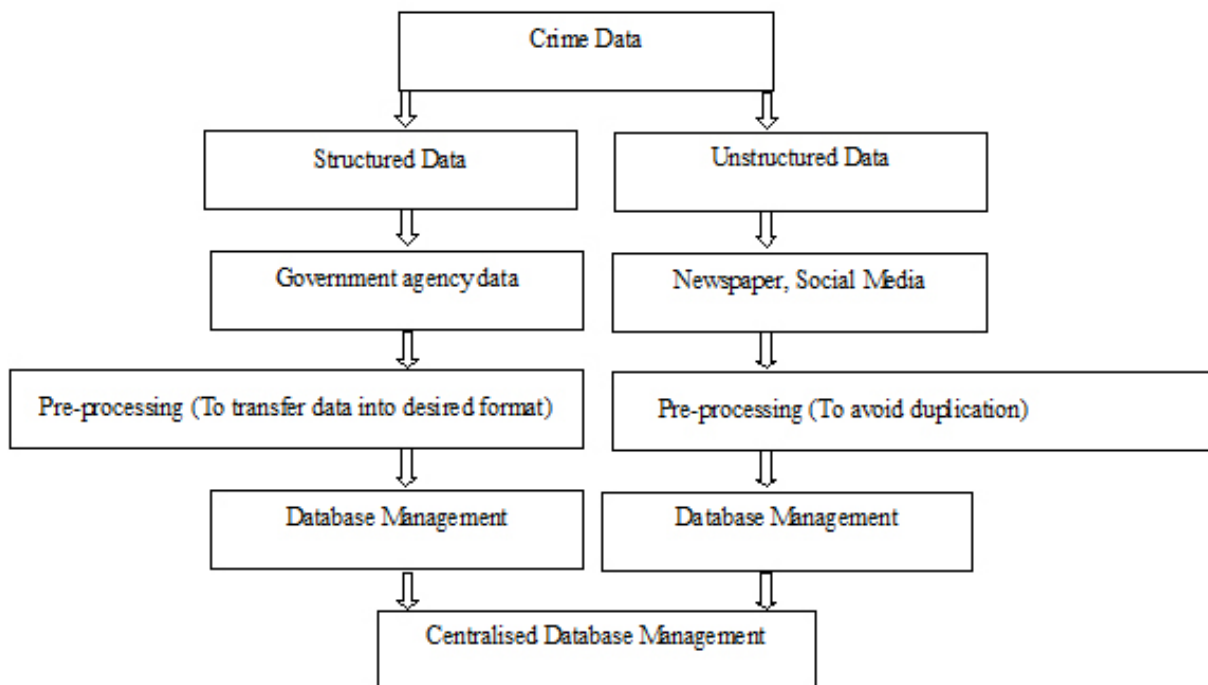 Crime Data
Structured Data
Unstructured Data
Government agency data
Newspaper, Social Media
Pre-processing (To transfer data into desired format)
Pre-processing (To avoid duplication)
Database Management
Database Management
Centralised Database Management